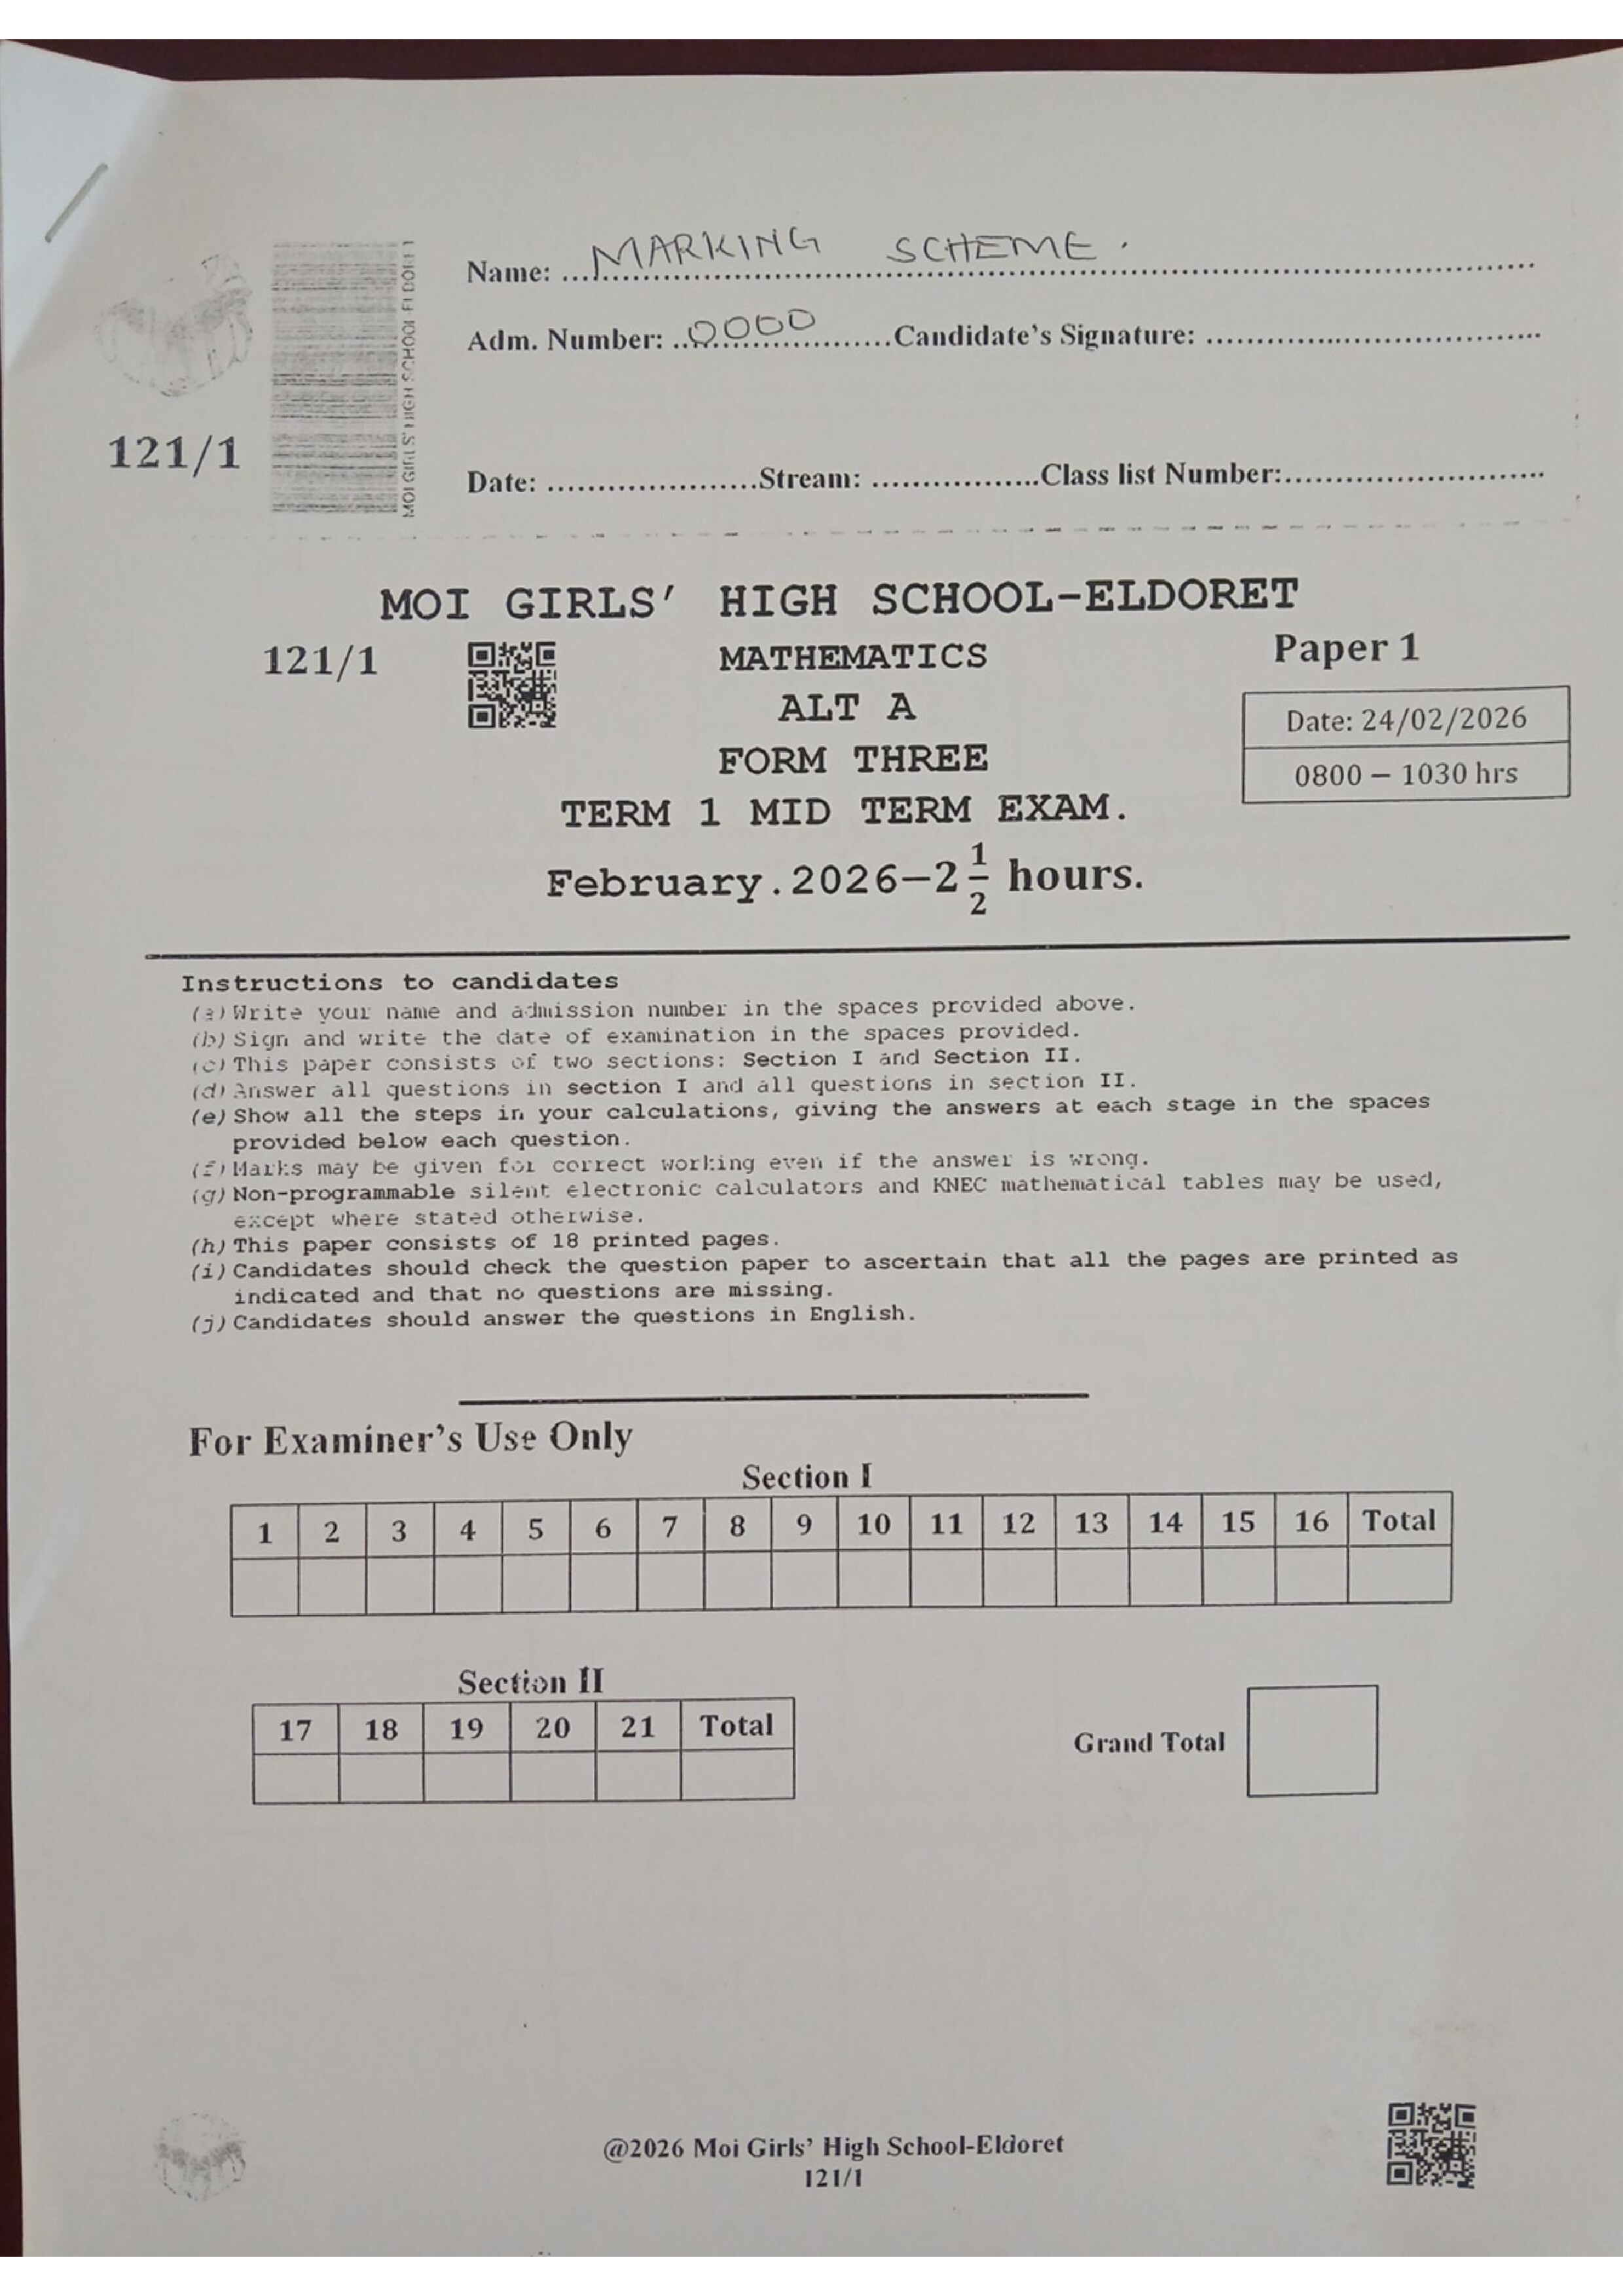 Name: ....MARKING SCHEME.
Adm. Number: ..0000..................Candidate's Signature: ..................................
121/1
MOI GIRLS' HIGH SCHOOL-ELDORET
Date: .....................Stream: .................Class list Number:..........................
MOI GIRLS' HIGH SCHOOL-ELDORET
121/1
MATHEMATICS
Paper 1
ALT A
Date: 24/02/2026
FORM THREE
0800 – 1030 hrs
TERM 1 MID TERM EXAM.
February.2026–2 1/2 hours.
Instructions to candidates
(a) Write your name and admission number in the spaces provided above.
(b) Sign and write the date of examination in the spaces provided.
(c) This paper consists of two sections: Section I and Section II.
(d) Answer all questions in section I and all questions in section II.
(e) Show all the steps in your calculations, giving the answers at each stage in the spaces
provided below each question.
(f) Marks may be given for correct working even if the answer is wrong.
(g) Non-programmable silent electronic calculators and KNEC mathematical tables may be used,
except where stated otherwise.
(h) This paper consists of 18 printed pages.
(i) Candidates should check the question paper to ascertain that all the pages are printed as
indicated and that no questions are missing.
(j) Candidates should answer the questions in English.
For Examiner's Use Only
Section I
1 2 3 4 5 6 7 8 9 10 11 12 13 14 15 16 Total
Section II
17 18 19 20 21 Total
Grand Total
@2026 Moi Girls' High School-Eldoret
121/1